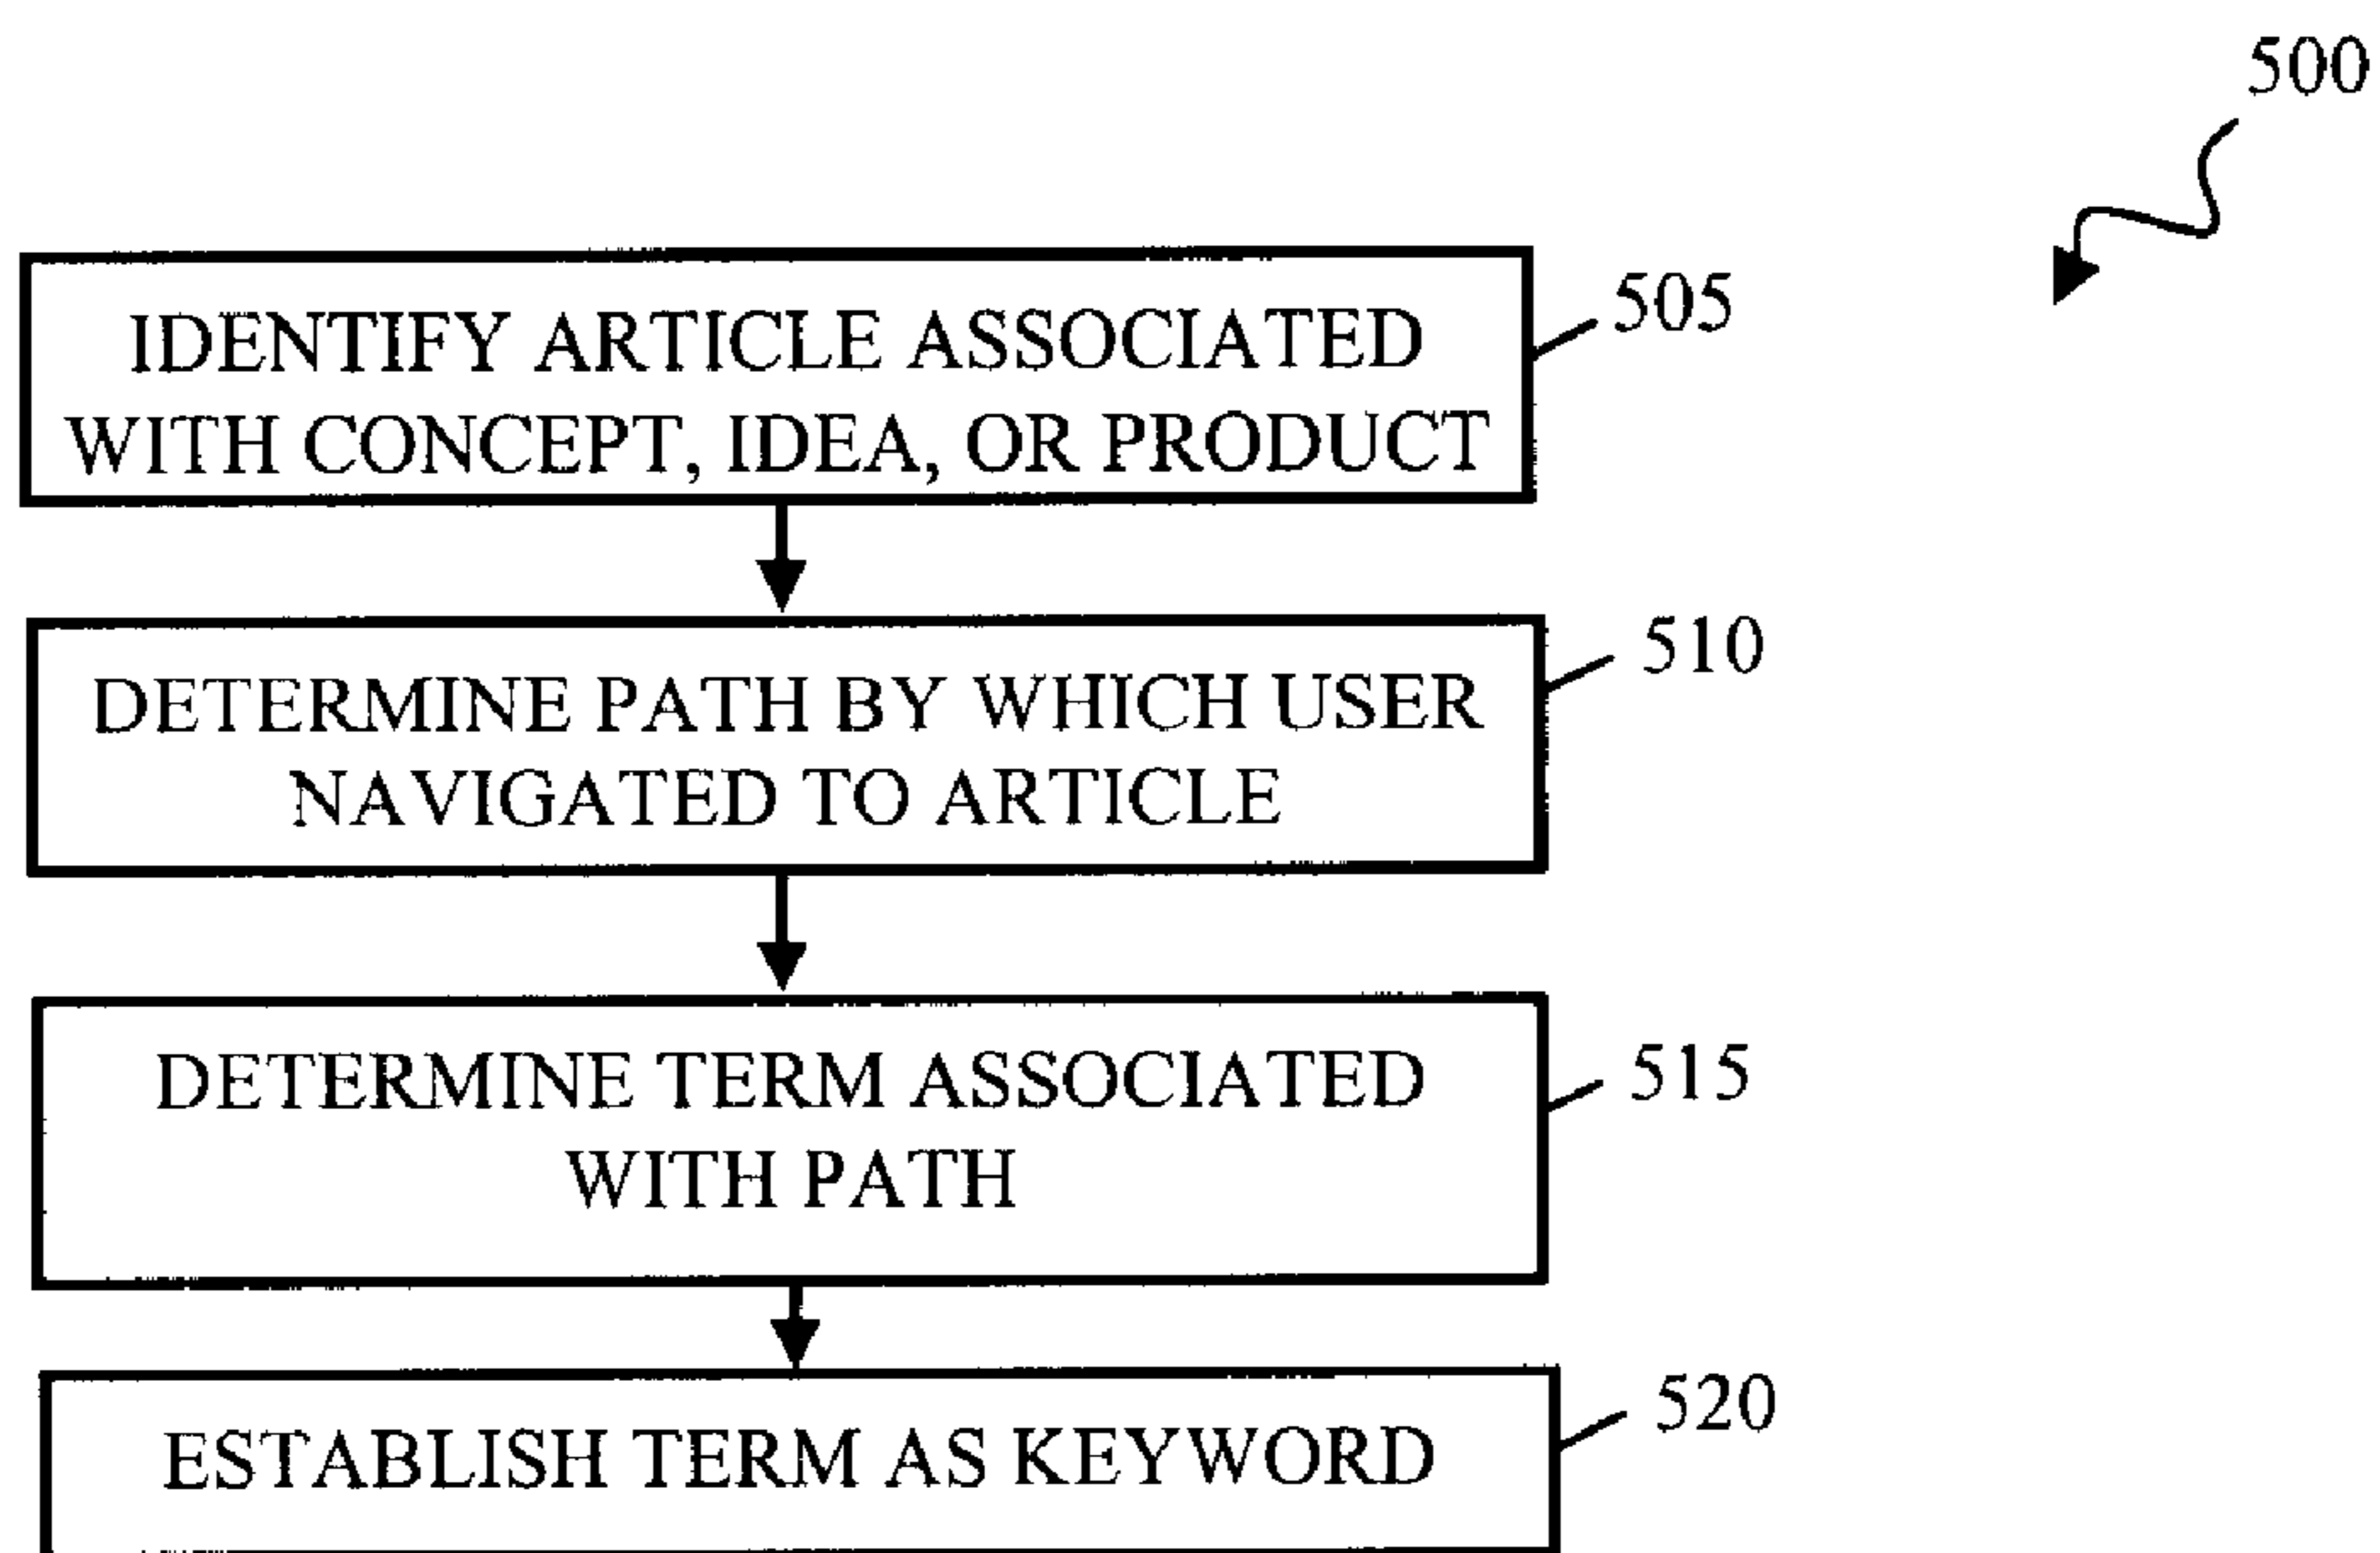 500
IDENTIFY ARTICLE ASSOCIATED
WITH CONCEPT, IDEA, OR PRODUCT
505
DETERMINE PATH BY WHICH USER
NAVIGATED TO ARTICLE
510
DETERMINE TERM ASSOCIATED
WITH PATH
515
ESTABLISH TERM AS KEYWORD
520